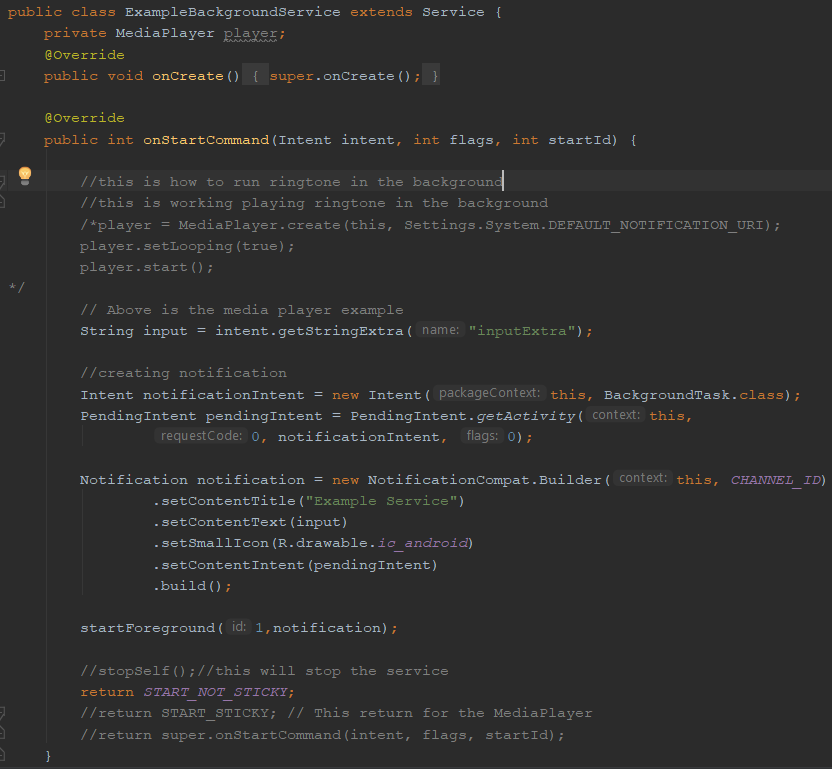 public class ExampleBackgroundService extends Service {
private MediaPlayer player;
@Override
public void onCreate() { super.onCreate(); }
@Override
public int onStartCommand(Intent intent, int flags, int startId) {
//this is how to run ringtone in the background
//this is working playing ringtone in the background
/*player = MediaPlayer.create(this, Settings.System.DEFAULT_NOTIFICATION_URI);
player.setLooping(true);
player.start();
*/
// Above is the media player example
String input = intent.getStringExtra( name: "inputExtra");
//creating notification
Intent notificationIntent = new Intent( packageContext: this, BackgroundTask.class);
PendingIntent pendingIntent = PendingIntent.getActivity( context: this,
requestCode: 0, notificationIntent, flags: 0);
Notification notification = new NotificationCompat.Builder( context: this, CHANNEL_ID)
.setContentTitle("Example Service")
.setContentText(input)
.setSmallIcon(R.drawable.ic_android)
.setContentIntent(pendingIntent)
.build();
startForeground( id: 1,notification);
//stopSelf();//this will stop the service
return START_NOT_STICKY;
//return START_STICKY; // This return for the MediaPlayer
//return super.onStartCommand(intent, flags, startId);
}